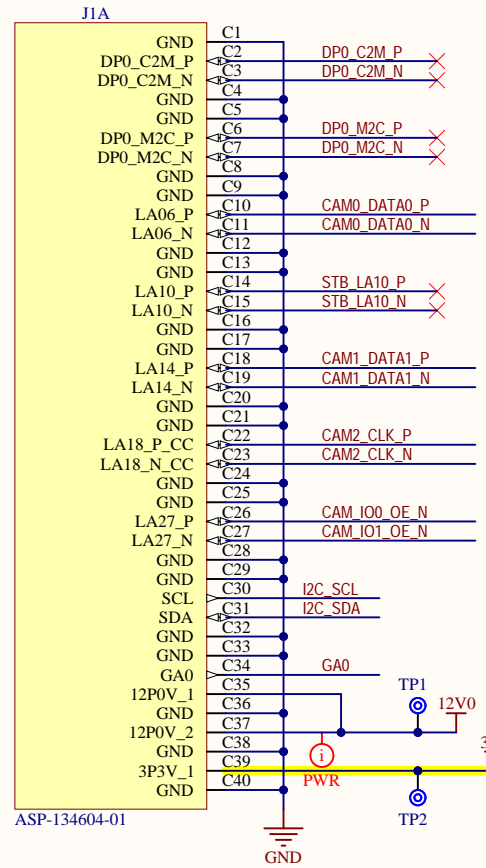 J1A
GND C1
DP0_C2M_P C2 DP0_C2M_P
DP0_C2M_N C3 DP0_C2M_N
GND C4
GND C5
DP0_M2C_P C6 DP0_M2C_P
DP0_M2C_N C7 DP0_M2C_N
GND C8
GND C9
LA06_P C10 CAM0_DATA0_P
LA06_N C11 CAM0_DATA0_N
GND C12
GND C13
LA10_P C14 STB_LA10_P
LA10_N C15 STB_LA10_N
GND C16
GND C17
LA14_P C18 CAM1_DATA1_P
LA14_N C19 CAM1_DATA1_N
GND C20
GND C21
LA18_P_CC C22 CAM2_CLK_P
LA18_N_CC C23 CAM2_CLK_N
GND C24
GND C25
LA27_P C26 CAM_IO0_OE_N
LA27_N C27 CAM_IO1_OE_N
GND C28
GND C29
SCL C30 I2C_SCL
SDA C31 I2C_SDA
GND C32
GND C33
GA0 C34 GA0
12P0V_1 C35 TP1
GND C36 12V0
12P0V_2 C37
GND C38 i
3P3V_1 C39 PWR 3
GND C40
ASP-134604-01 TP2
GND